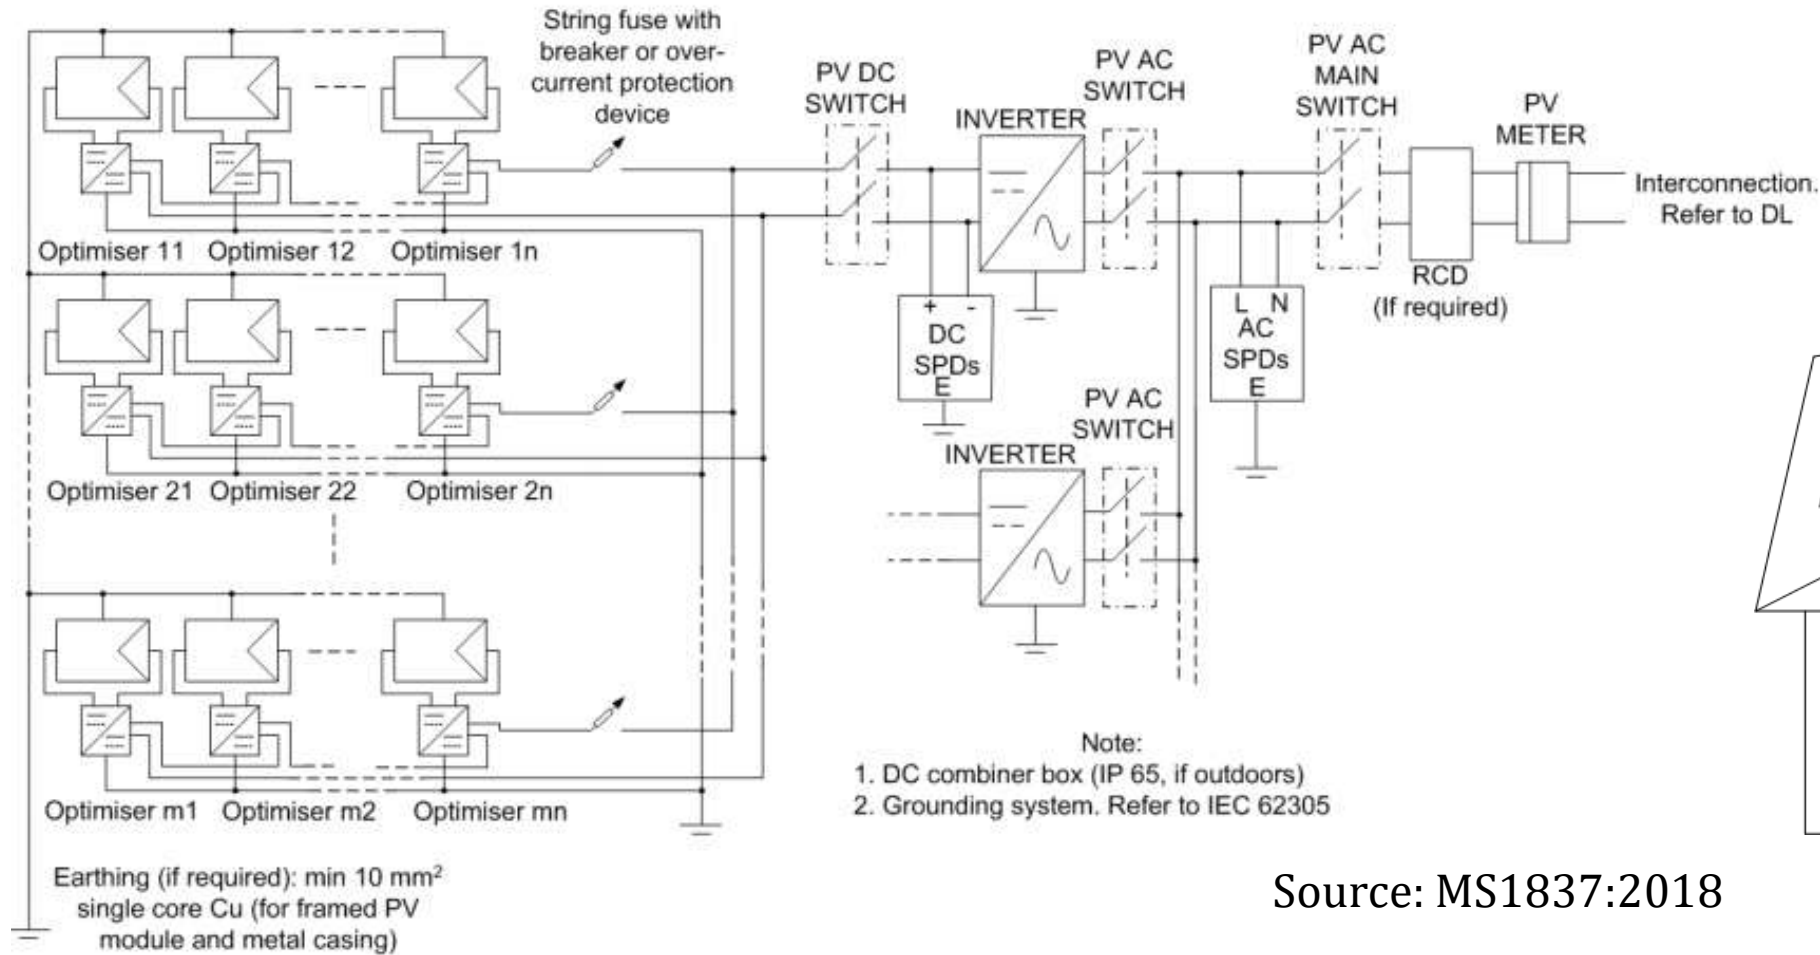 String fuse with
breaker or over-
current protection
device
PV DC
SWITCH
INVERTER
PV AC
SWITCH
PV AC
MAIN
SWITCH
PV
METER
Interconnection.
Refer to DL
RCD
(If required)
Optimiser 11 Optimiser 12 Optimiser 1n
+ -
DC
SPDs
E
L N
AC
SPDs
E
PV AC
SWITCH
INVERTER
Optimiser 21 Optimiser 22 Optimiser 2n
Optimiser m1 Optimiser m2 Optimiser mn
Note:
1. DC combiner box (IP 65, if outdoors)
2. Grounding system. Refer to IEC 62305
Earthing (if required): min 10 mm²
single core Cu (for framed PV
module and metal casing)
Source: MS1837:2018